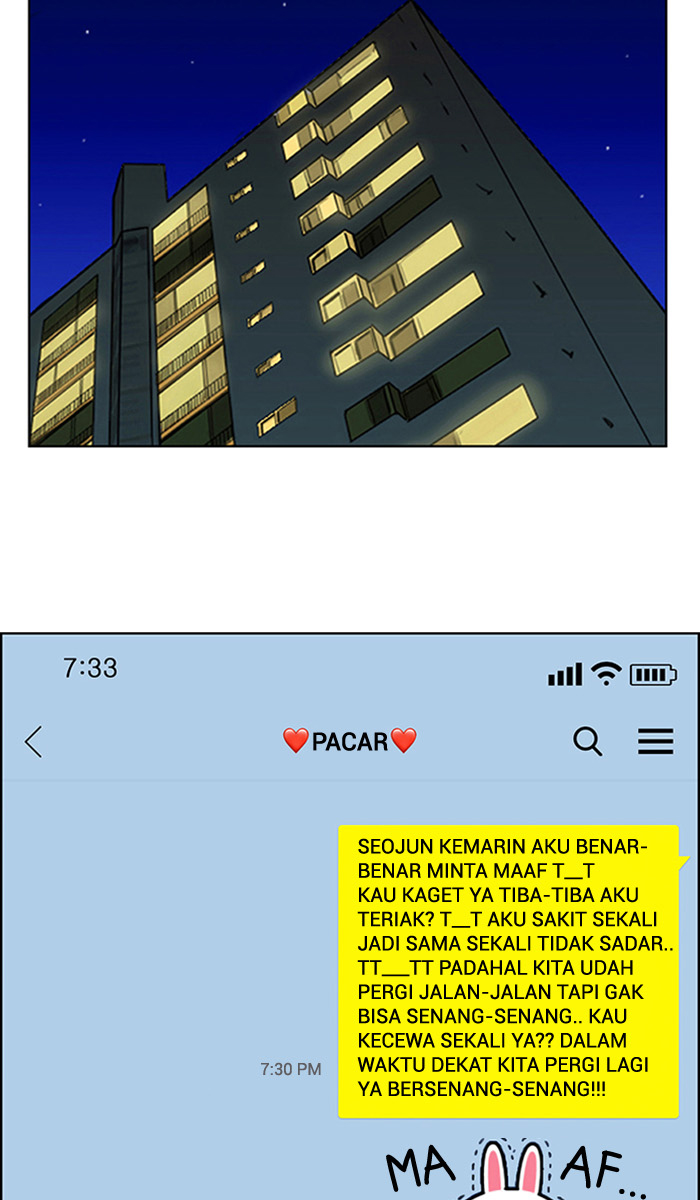 7:33
❤️PACAR❤️
SEOJUN KEMARIN AKU BENAR-
BENAR MINTA MAAF T__T
KAU KAGET YA TIBA-TIBA AKU
TERIAK? T__T AKU SAKIT SEKALI
JADI SAMA SEKALI TIDAK SADAR..
TT___TT PADAHAL KITA UDAH
PERGI JALAN-JALAN TAPI GAK
BISA SENANG-SENANG.. KAU
KECEWA SEKALI YA?? DALAM
WAKTU DEKAT KITA PERGI LAGI
YA BERSENANG-SENANG!!!
7:30 PM
MA AF...